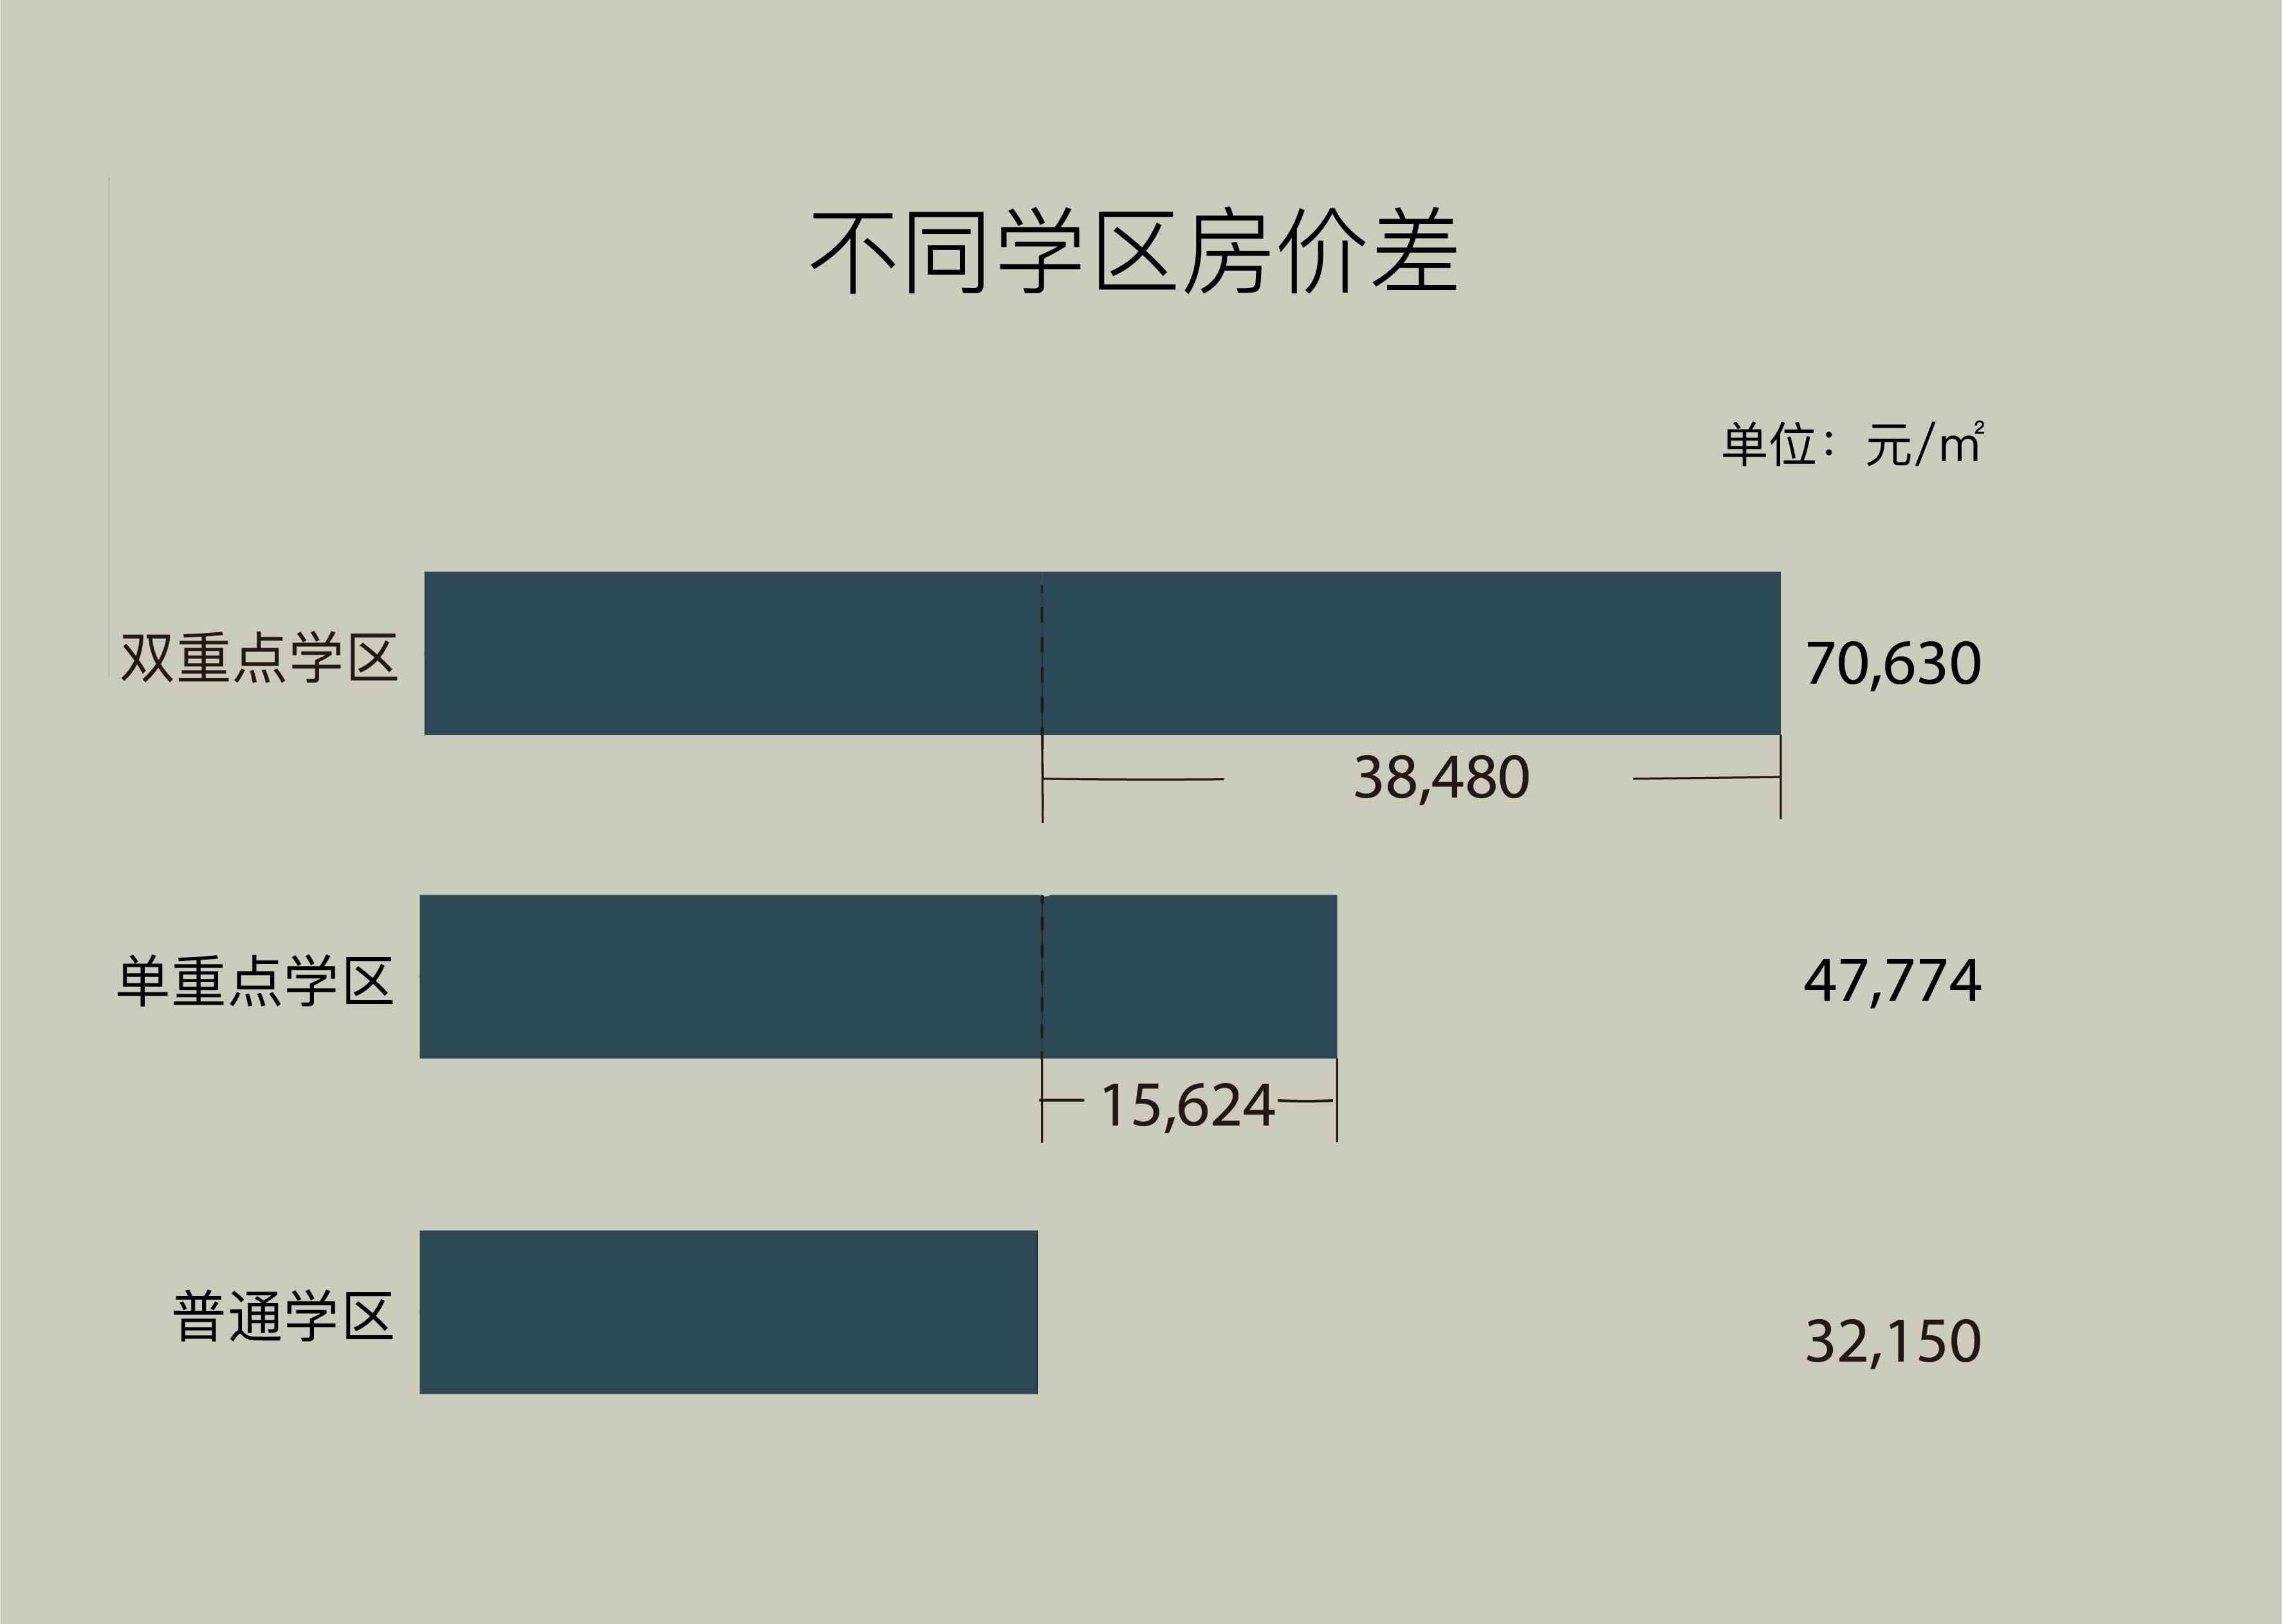 不同学区房价差
单位：元/㎡
双重点学区 70,630
38,480
单重点学区 47,774
15,624
普通学区 32,150